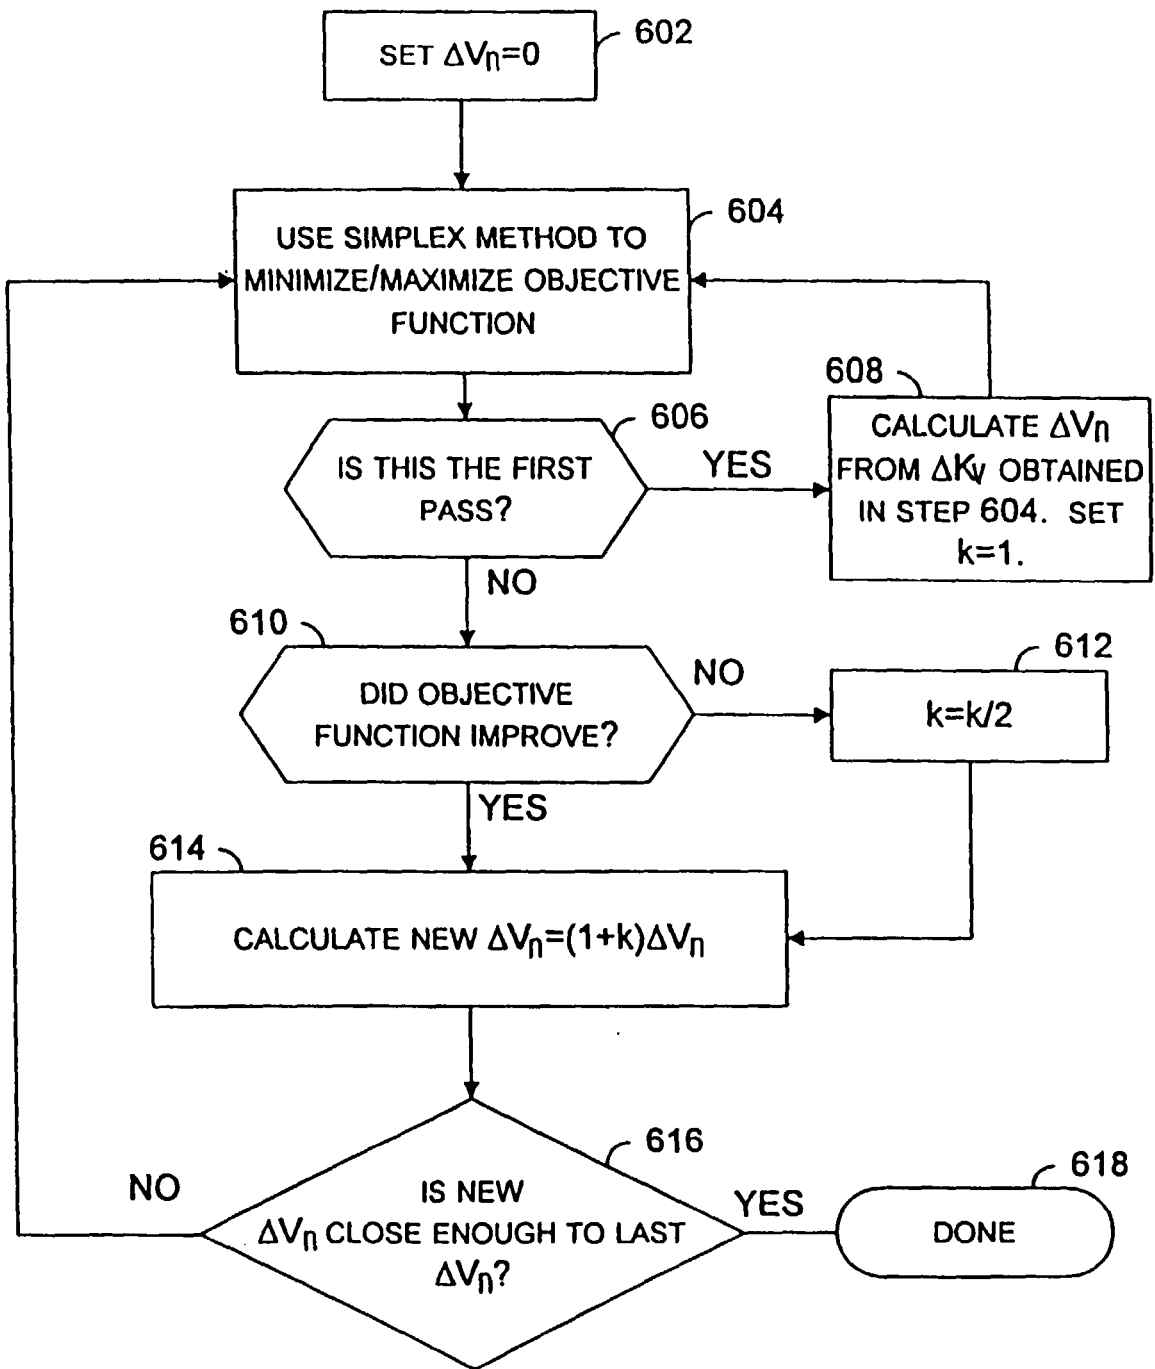 602
SET ΔVn=0
604
USE SIMPLEX METHOD TO
MINIMIZE/MAXIMIZE OBJECTIVE
FUNCTION
606
IS THIS THE FIRST
PASS?
YES
608
CALCULATE ΔVn
FROM ΔKv OBTAINED
IN STEP 604. SET
k=1.
NO
610
DID OBJECTIVE
FUNCTION IMPROVE?
NO
612
k=k/2
YES
614
CALCULATE NEW ΔVn=(1+k)ΔVn
616
IS NEW
ΔVn CLOSE ENOUGH TO LAST
ΔVn?
NO
YES
618
DONE